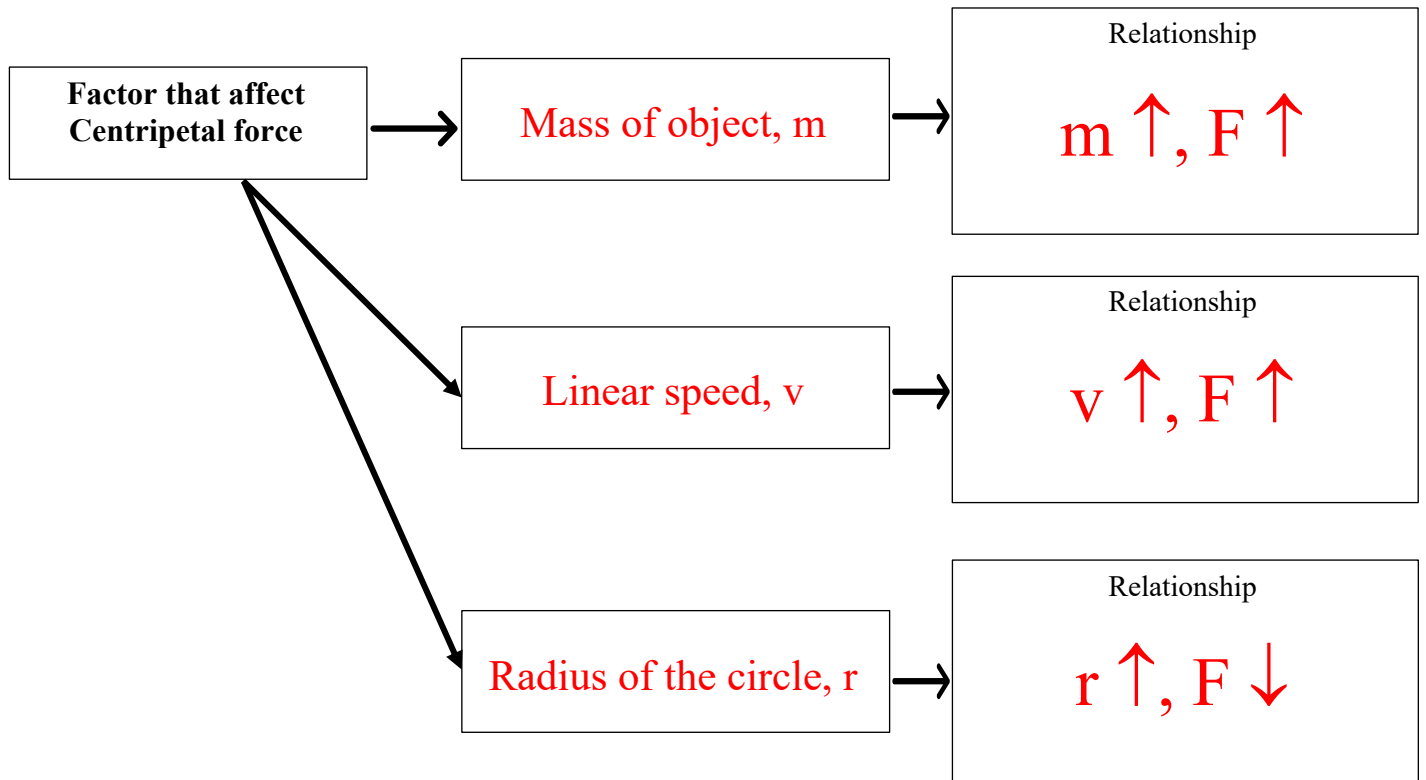 Factor that affect
Centripetal force
Mass of object, m
Relationship
m ↑, F ↑
Linear speed, v
Relationship
v ↑, F ↑
Radius of the circle, r
Relationship
r ↑, F ↓